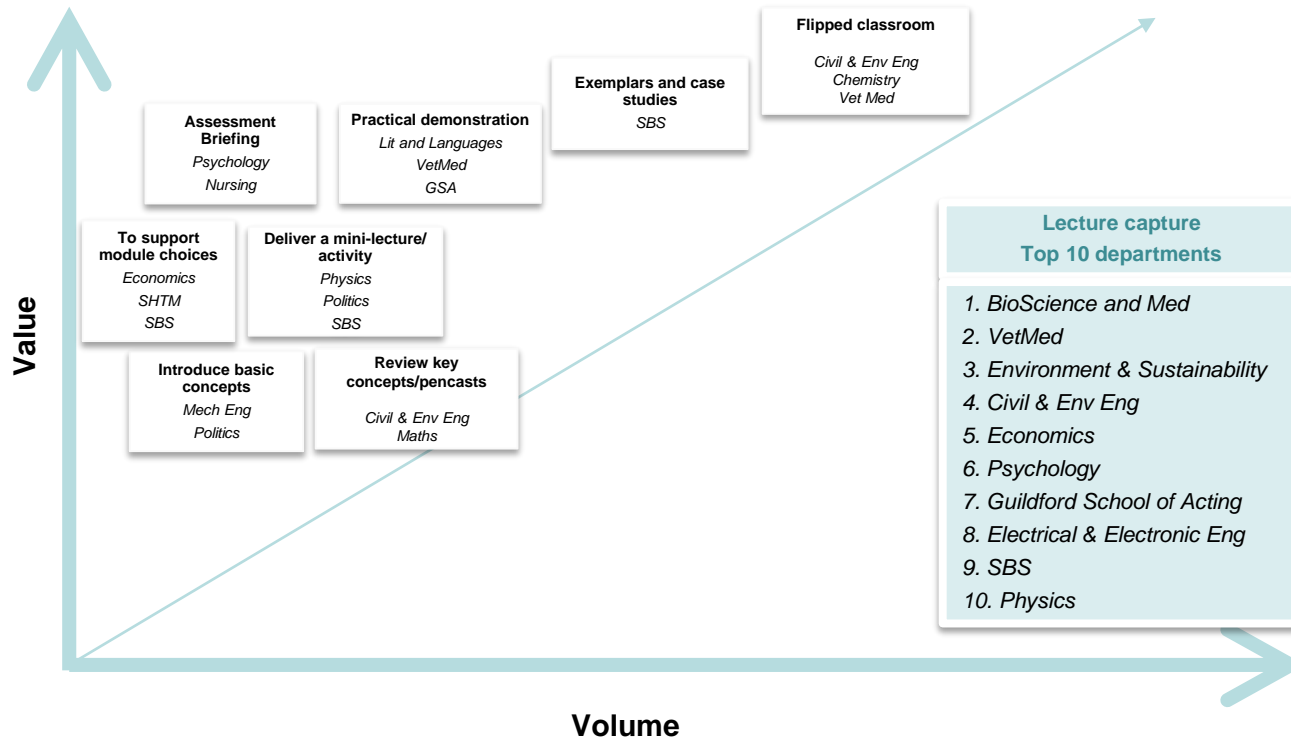 Flipped classroom
Civil & Env Eng
Chemistry
Vet Med
Exemplars and case
studies
SBS
Assessment
Briefing
Psychology
Nursing
Practical demonstration
Lit and Languages
VetMed
GSA
To support
module choices
Economics
SHTM
SBS
Deliver a mini-lecture/
activity
Physics
Politics
SBS
Introduce basic
concepts
Mech Eng
Politics
Review key
concepts/pencasts
Civil & Env Eng
Maths
Lecture capture
Top 10 departments
1. BioScience and Med
2. VetMed
3. Environment & Sustainability
4. Civil & Env Eng
5. Economics
6. Psychology
7. Guildford School of Acting
8. Electrical & Electronic Eng
9. SBS
10. Physics
Value
Volume